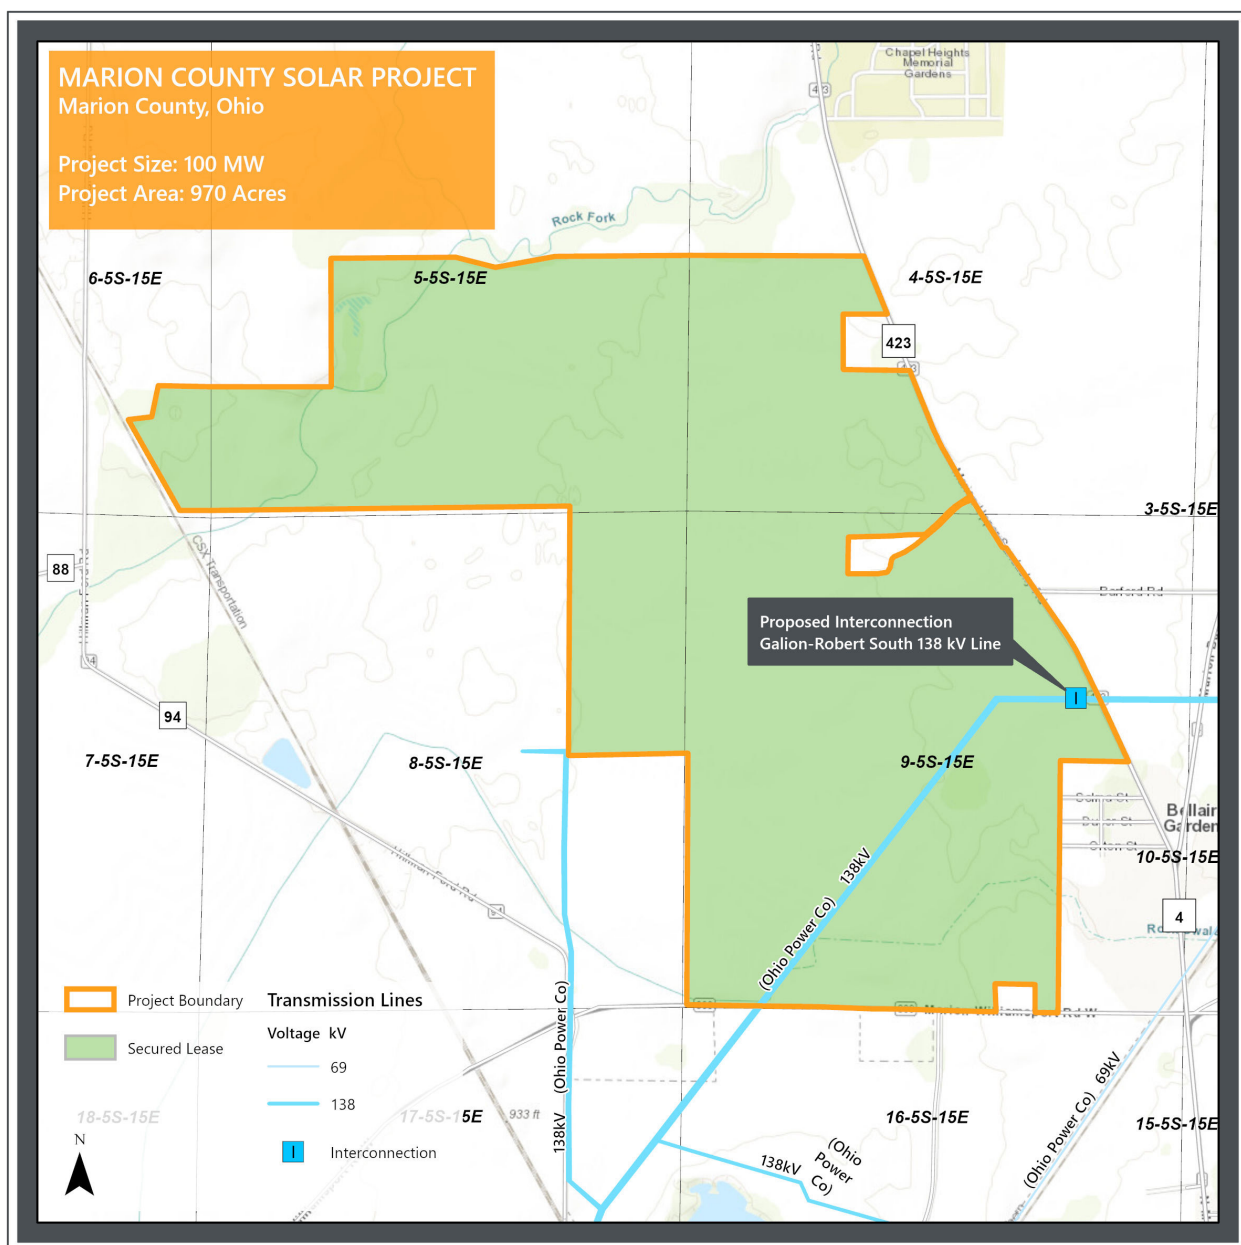 MARION COUNTY SOLAR PROJECT
Marion County, Ohio
Project Size: 100 MW
Project Area: 970 Acres
Chapel Heights
Memorial
Gardens
Rock Fork
6-5S-15E
5-5S-15E
4-5S-15E
423
3-5S-15E
CSX Transportation
88
Proposed Interconnection
Galion-Robert South 138 kV Line
I
94
7-5S-15E
8-5S-15E
9-5S-15E
Bellair
Garden
10-5S-15E
4
138kV
(Ohio Power Co)
Project Boundary
Secured Lease
Transmission Lines
Voltage kV
69
138
I
Interconnection
138kV (Ohio Power Co)
18-5S-15E
17-5S-15E
933 ft
16-5S-15E
15-5S-15E
138kV
(Ohio
Power
Co)
(Ohio Power Co) 69kV
N